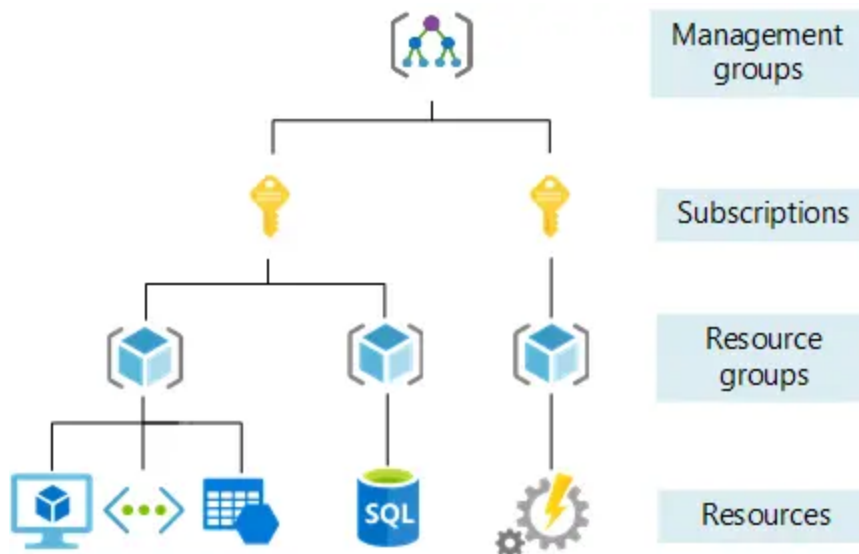 Management
groups
Subscriptions
Resource
groups
SQL
Resources